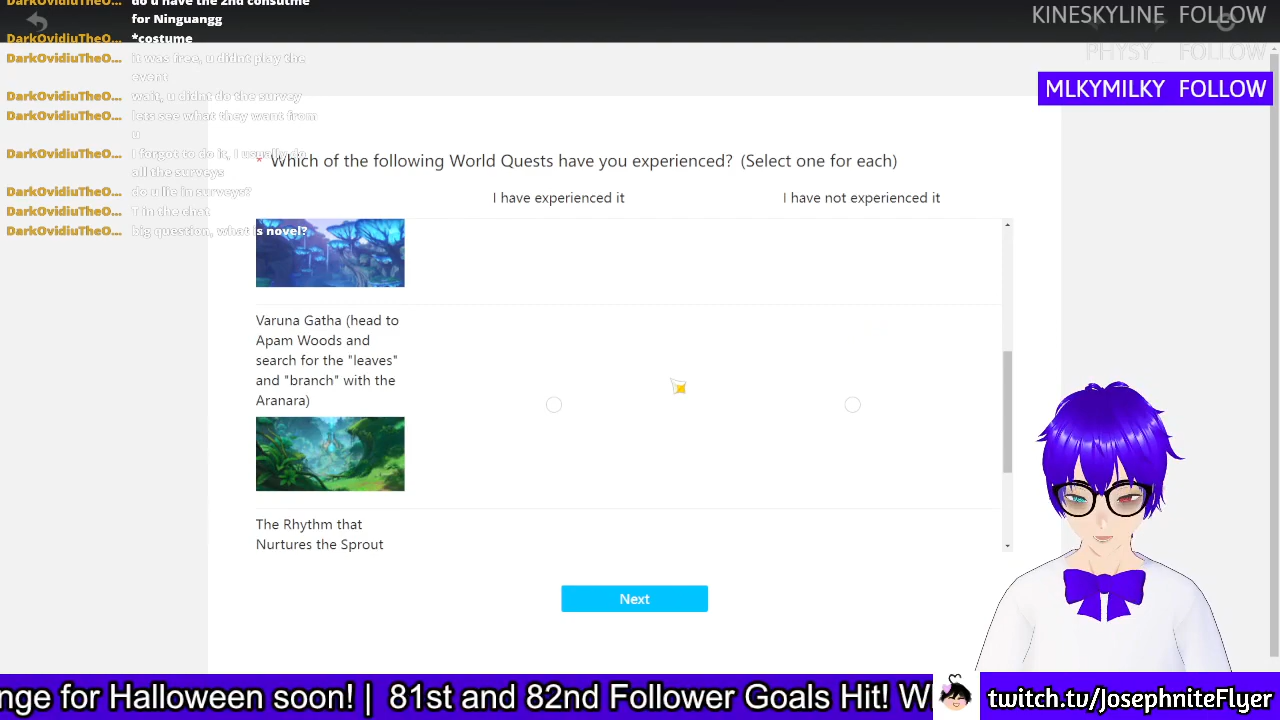 DarkOvidiuTheO... do u have the 2nd consutme
for Ninguangg
DarkOvidiuTheO... *costume
DarkOvidiuTheO... it was free, u didnt play the
event
DarkOvidiuTheO... wait, u didnt do the survey
DarkOvidiuTheO... lets see what they want from
u
DarkOvidiuTheO... I forgot to do it, I usually do
all the surveys
DarkOvidiuTheO... do u lie in surveys?
DarkOvidiuTheO... T in the chat
DarkOvidiuTheO... big question, what is novel?
KINESKYLINE FOLLOW
PHYSY_ FOLLOW
MLKYMILKY FOLLOW
* Which of the following World Quests have you experienced? (Select one for each)
I have experienced it I have not experienced it
Varuna Gatha (head to
Apam Woods and
search for the "leaves"
and "branch" with the
Aranara)
The Rhythm that
Nurtures the Sprout
Next
nge for Halloween soon! | 81st and 82nd Follower Goals Hit! W
twitch.tv/JosephniteFlyer